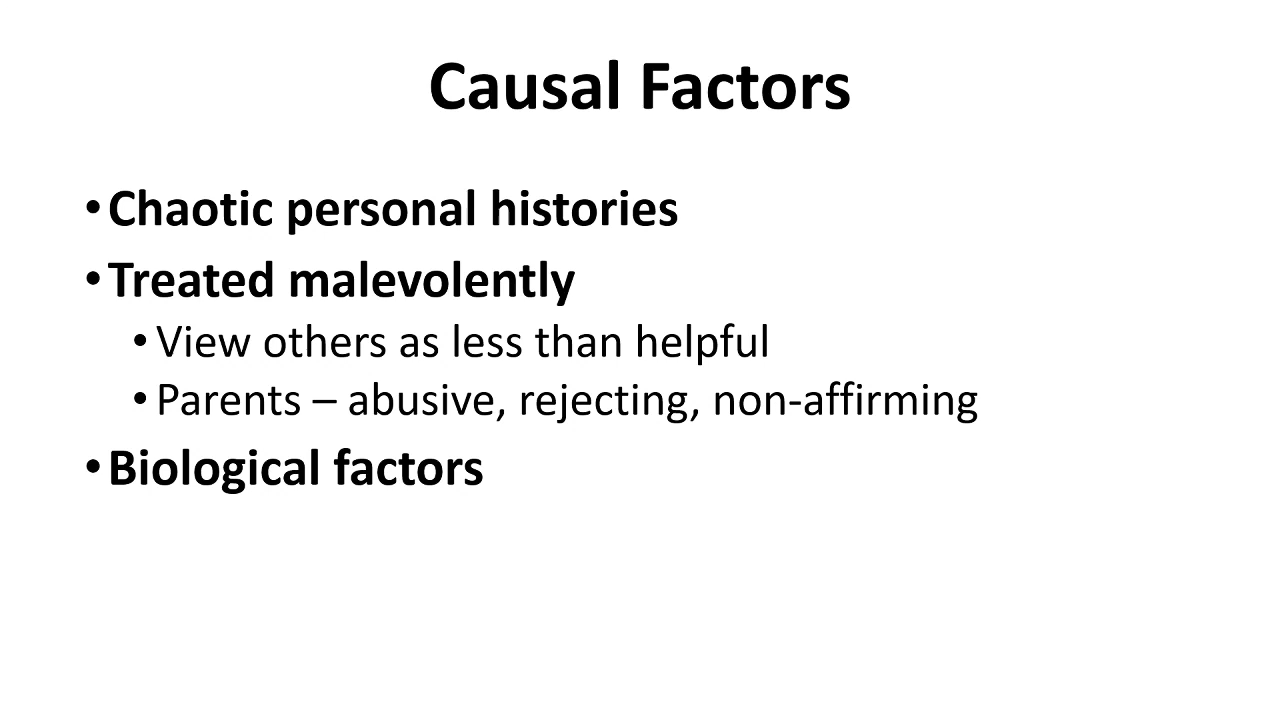 Causal Factors
•Chaotic personal histories
•Treated malevolently
•View others as less than helpful
•Parents – abusive, rejecting, non-affirming
•Biological factors